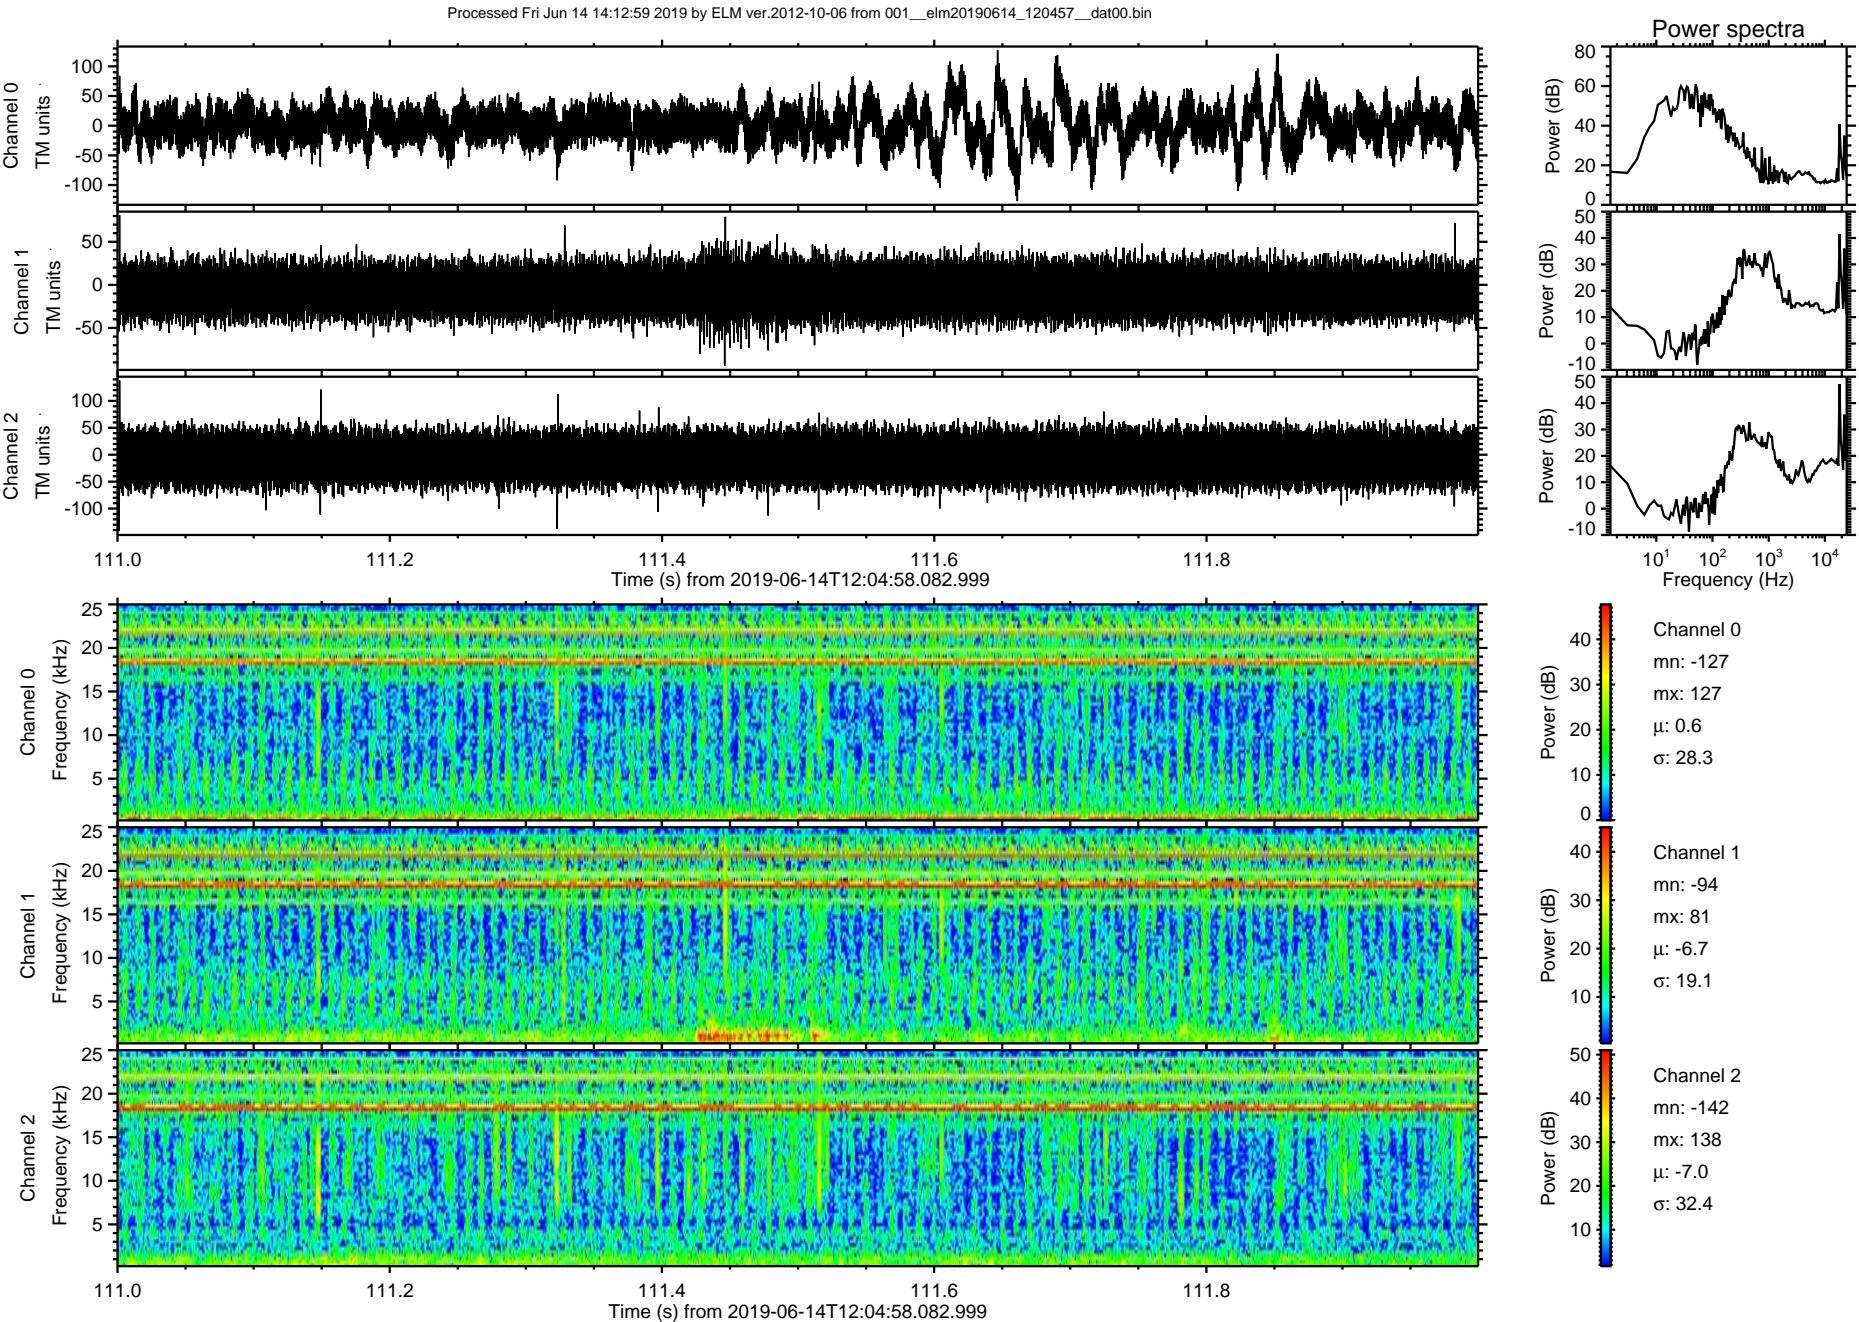 Processed Fri Jun 14 14:12:59 2019 by ELM ver.2012-10-06 from 001__elm20190614_120457__dat00.bin
Power spectra
Channel 0
TM units
100
50
0
-50
-100
Power (dB)
80
60
40
20
0
Channel 1
TM units
50
0
-50
Power (dB)
50
40
30
20
10
0
-10
Channel 2
TM units
100
50
0
-50
-100
Power (dB)
50
40
30
20
10
0
-10
111.0 111.2 111.4 111.6 111.8
Time (s) from 2019-06-14T12:04:58.082.999
10^1 10^2 10^3 10^4
Frequency (Hz)
Channel 0
Frequency (kHz)
25
20
15
10
5
Power (dB)
40
30
20
10
0
Channel 0
mn: -127
mx: 127
μ: 0.6
σ: 28.3
Channel 1
Frequency (kHz)
25
20
15
10
5
Power (dB)
40
30
20
10
Channel 1
mn: -94
mx: 81
μ: -6.7
σ: 19.1
Channel 2
Frequency (kHz)
25
20
15
10
5
Power (dB)
50
40
30
20
10
Channel 2
mn: -142
mx: 138
μ: -7.0
σ: 32.4
111.0 111.2 111.4 111.6 111.8
Time (s) from 2019-06-14T12:04:58.082.999